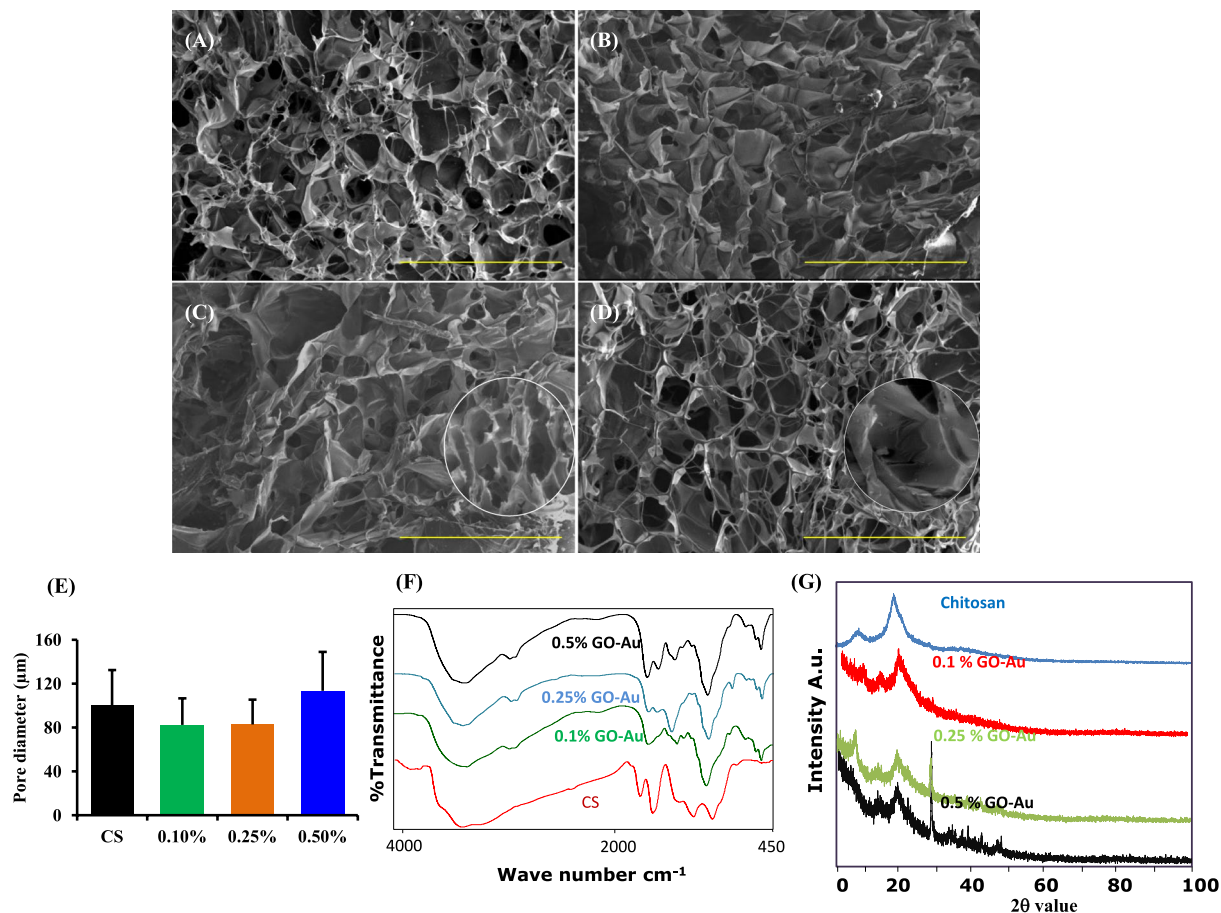 (A)
(B)
(C)
(D)
(E)
(F)
(G)
Pore diameter (µm)
160
120
80
40
0
CS
0.10%
0.25%
0.50%
%Transmittance
0.5% GO-Au
0.25% GO-Au
0.1% GO-Au
CS
4000
2000
450
Wave number cm⁻¹
Intensity A.u.
Chitosan
0.1 % GO-Au
0.25 % GO-Au
0.5 % GO-Au
0
20
40
60
80
100
2θ value